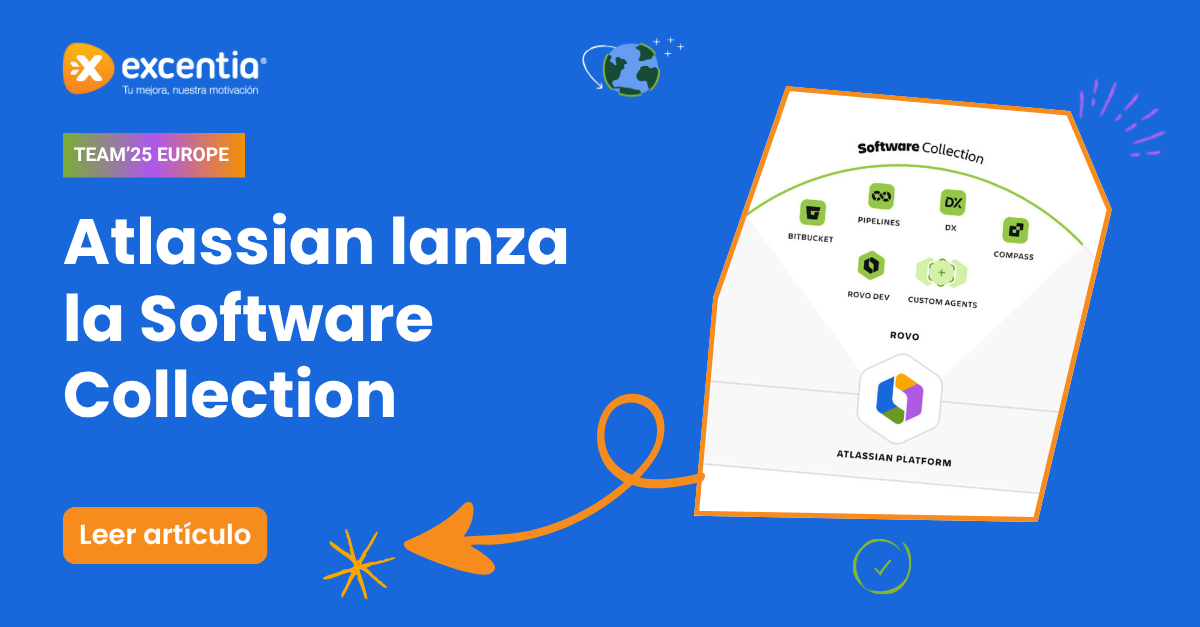 excentia®
Tu mejora, nuestra motivación
TEAM'25 EUROPE
Atlassian lanza
la Software
Collection
Leer artículo
Software Collection
BITBUCKET
PIPELINES
DX
DX
COMPASS
ROVO DEV
CUSTOM AGENTS
ROVO
ATLASSIAN PLATFORM